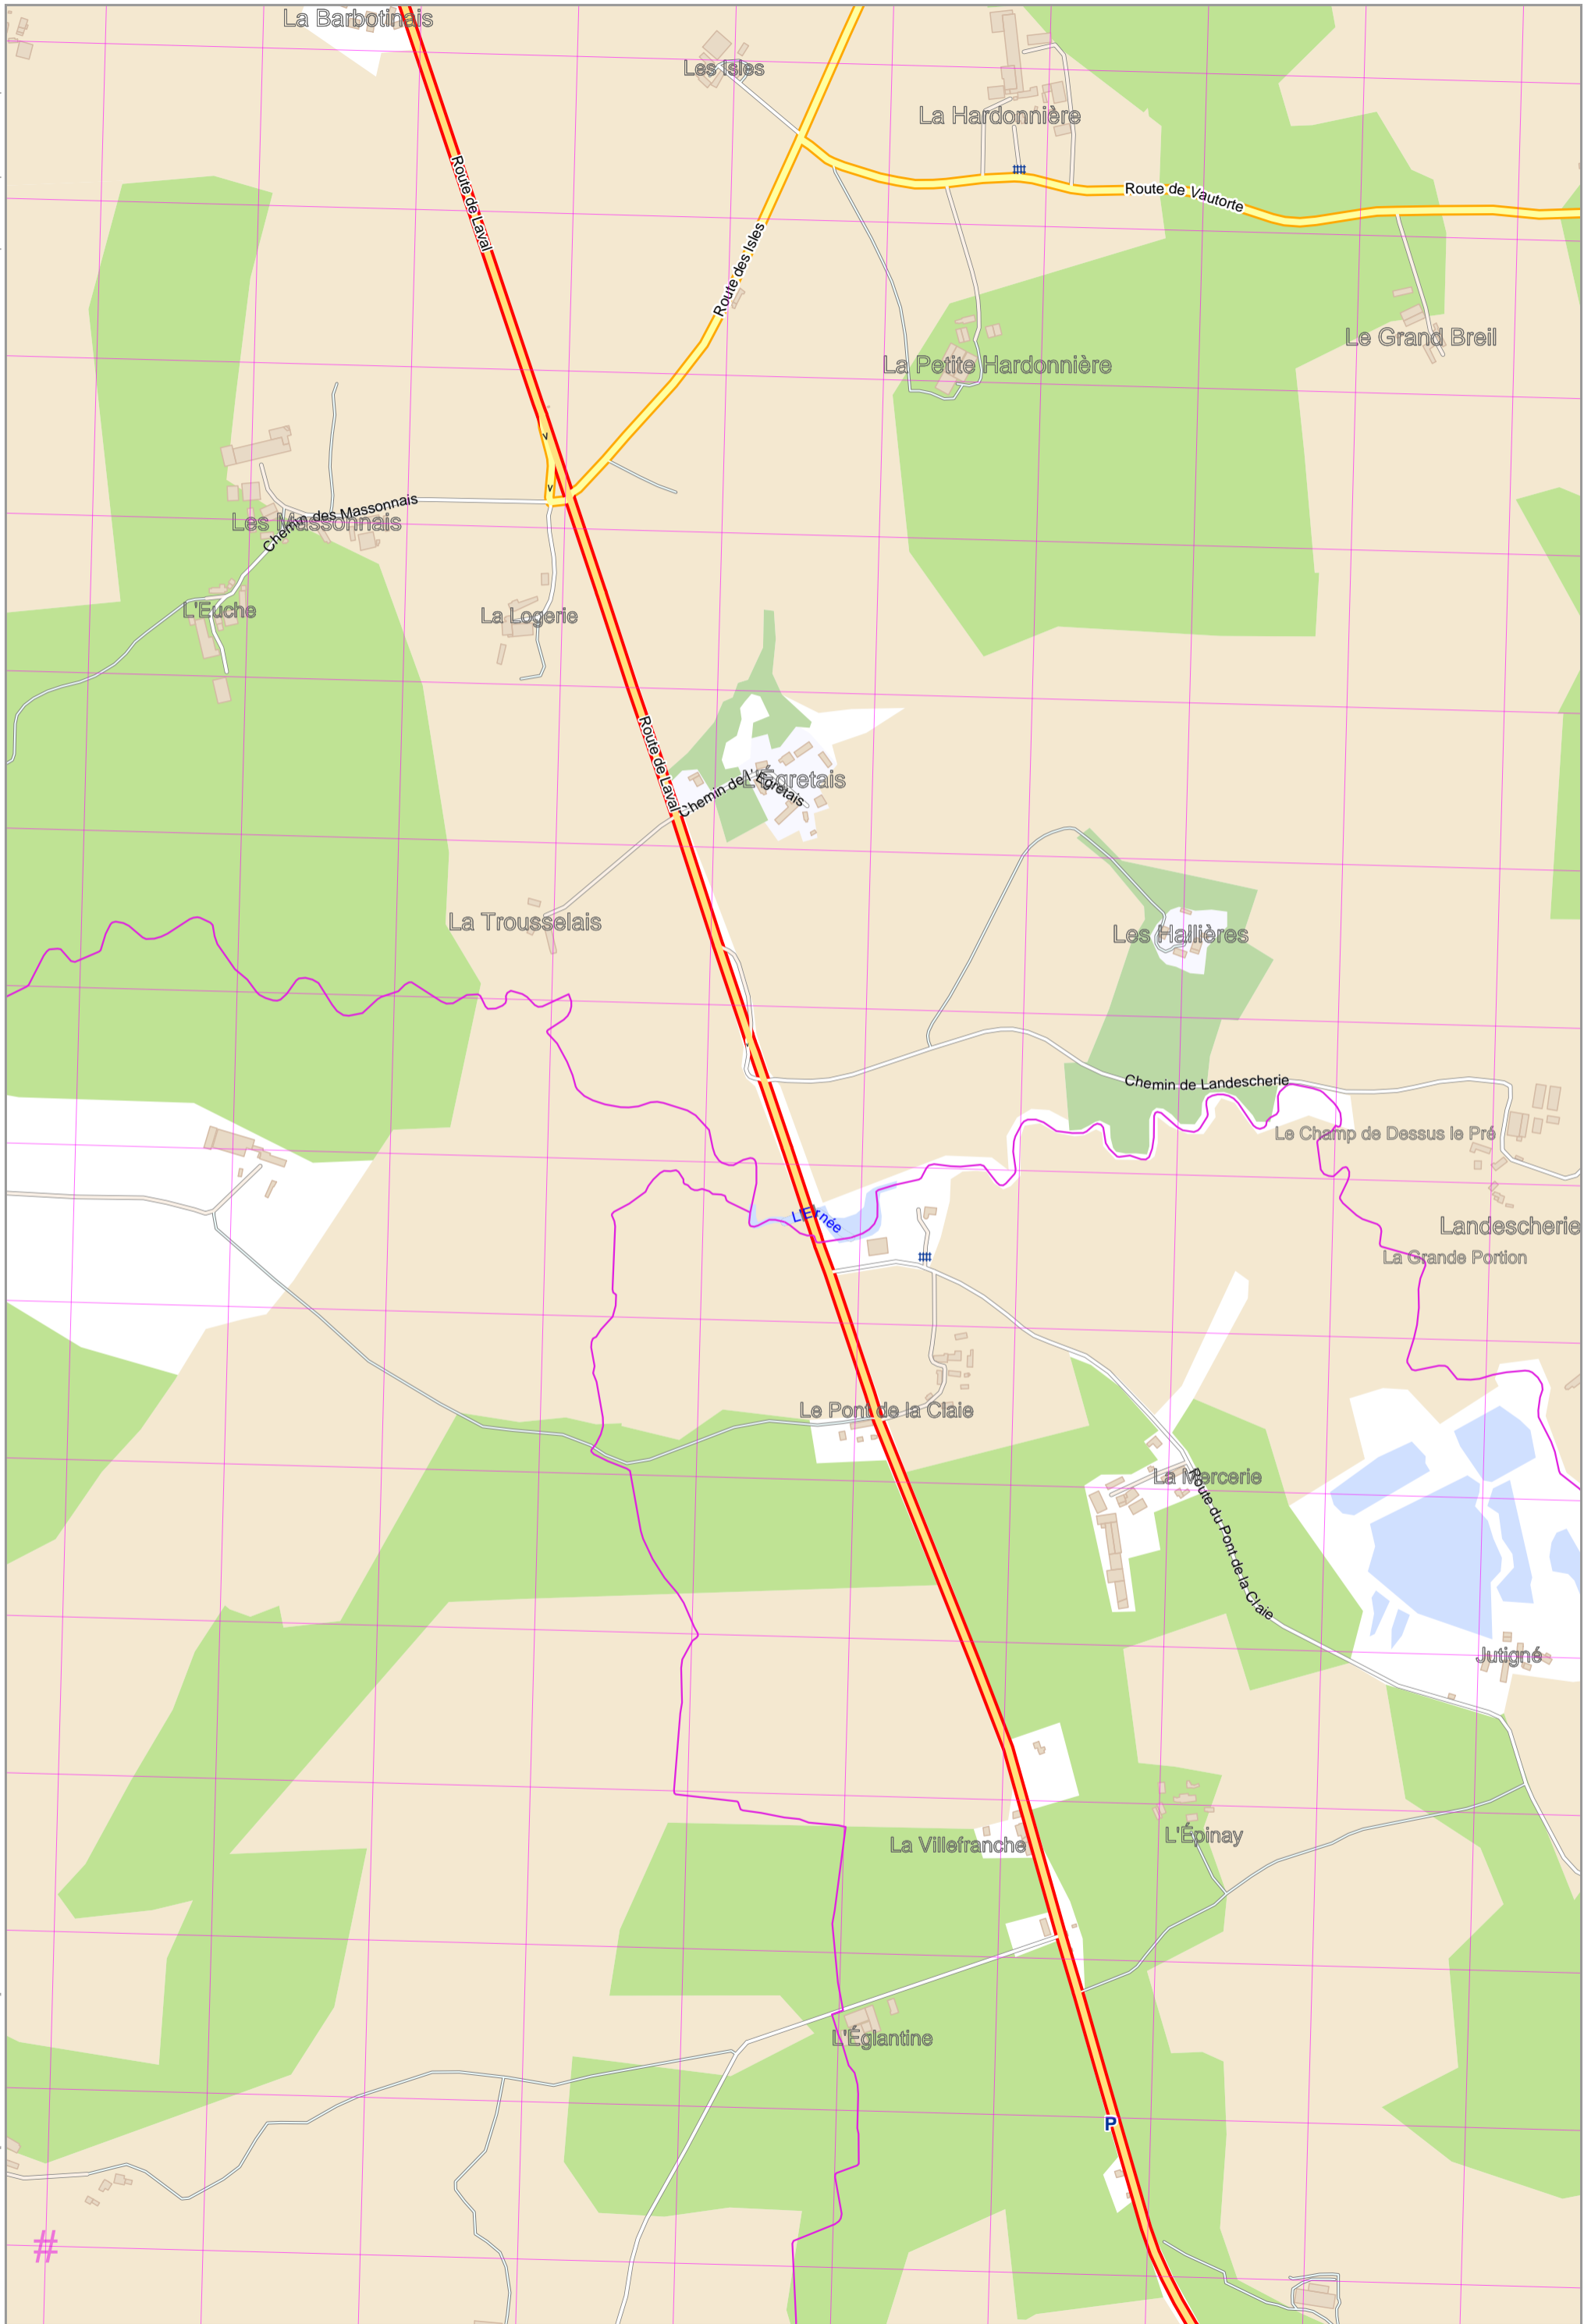 La Barbotinais
Les Isles
La Hardonnière
Route de Laval
Route de Vautorte
Route des Isles
Le Grand Breil
La Petite Hardonnière
Chemin des Massonnais
Les Massonnais
L'Euche
La Logerie
Route de Laval
Chemin de l'Égretais
L'Égretais
La Trousselais
Les Hallières
Chemin de Landescherie
Le Champ de Dessus le Pré
L'Ernée
Landescherie
La Grande Portion
Le Pont de la Claie
La Mercerie
Route du Pont de la Claie
Jutigné
L'Épinay
La Villefranche
L'Églantine
P
#